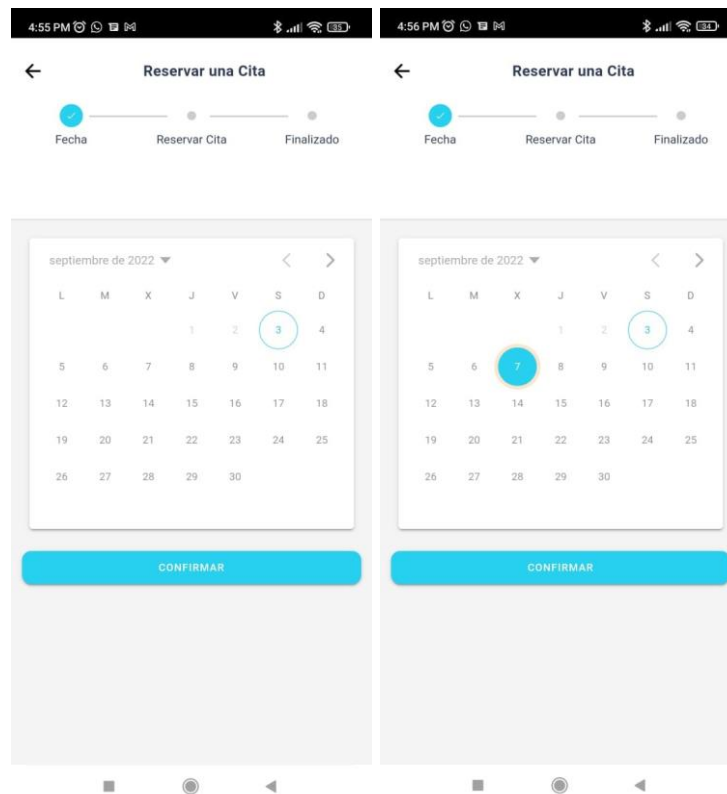 4:55 PM
35
Reservar una Cita
Fecha
Reservar Cita
Finalizado
septiembre de 2022
L M X J V S D
1 2 3 4
5 6 7 8 9 10 11
12 13 14 15 16 17 18
19 20 21 22 23 24 25
26 27 28 29 30
CONFIRMAR
4:56 PM
34
Reservar una Cita
Fecha
Reservar Cita
Finalizado
septiembre de 2022
L M X J V S D
1 2 3 4
5 6 7 8 9 10 11
12 13 14 15 16 17 18
19 20 21 22 23 24 25
26 27 28 29 30
CONFIRMAR